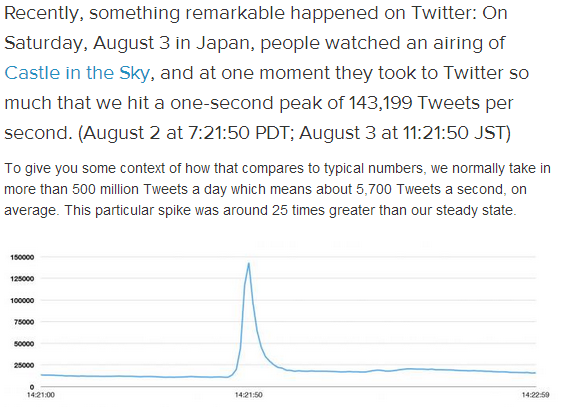 Recently, something remarkable happened on Twitter: On
Saturday, August 3 in Japan, people watched an airing of
Castle in the Sky, and at one moment they took to Twitter so
much that we hit a one-second peak of 143,199 Tweets per
second. (August 2 at 7:21:50 PDT; August 3 at 11:21:50 JST)
To give you some context of how that compares to typical numbers, we normally take in
more than 500 million Tweets a day which means about 5,700 Tweets a second, on
average. This particular spike was around 25 times greater than our steady state.
150000
125000
100000
75000
50000
25000
0
14:21:00 14:21:50 14:22:59